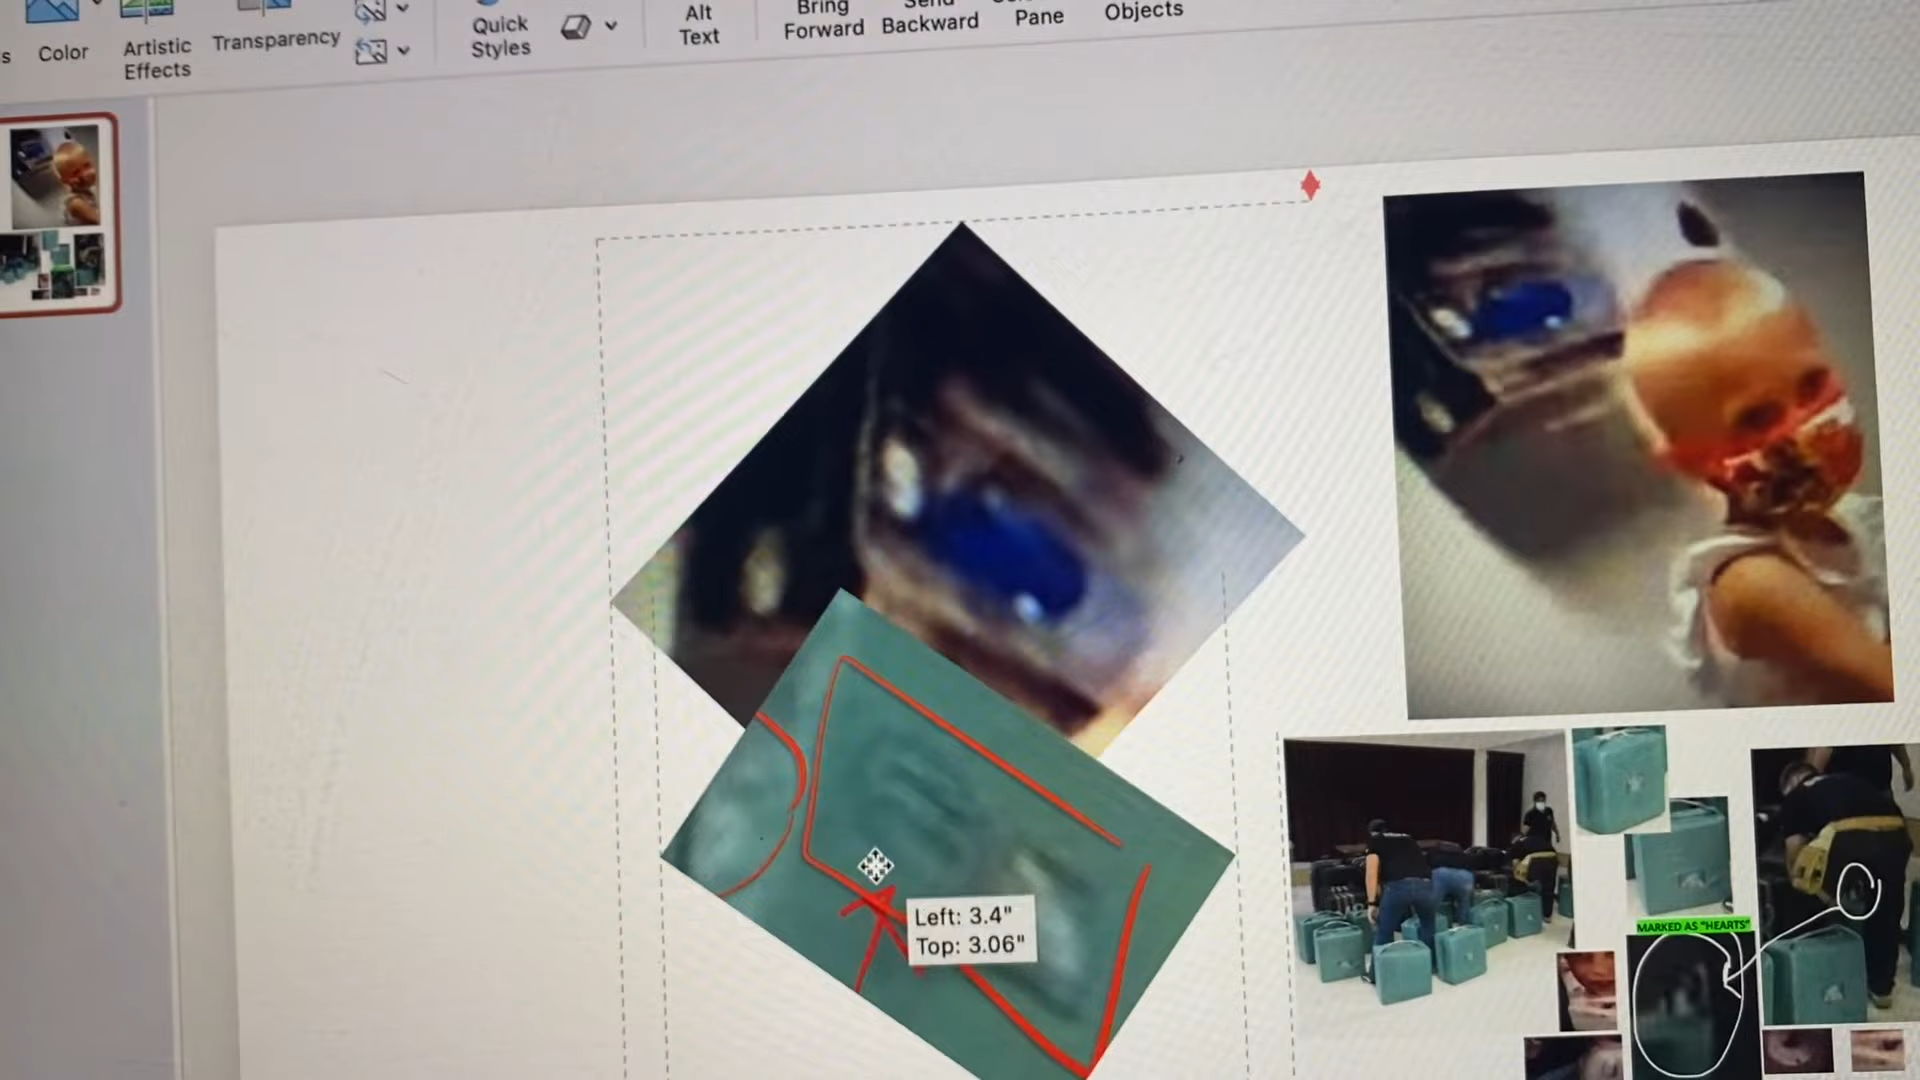 Color
Artistic
Effects
Transparency
Quick
Styles
Alt
Text
Bring
Forward
Send
Backward
Pane
Objects
Left: 3.4"
Top: 3.06"
MARKED AS "HEARTS"